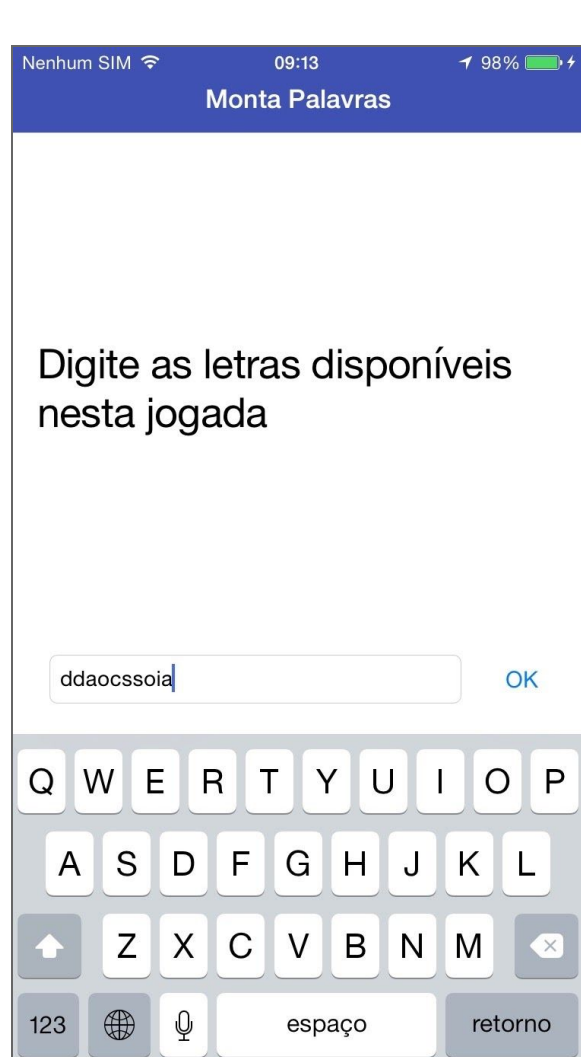 Nenhum SIM 09:13 98%
Monta Palavras
Digite as letras disponíveis
nesta jogada
ddaocssoia OK
Q W E R T Y U I O P
A S D F G H J K L
Z X C V B N M
123 espaço retorno